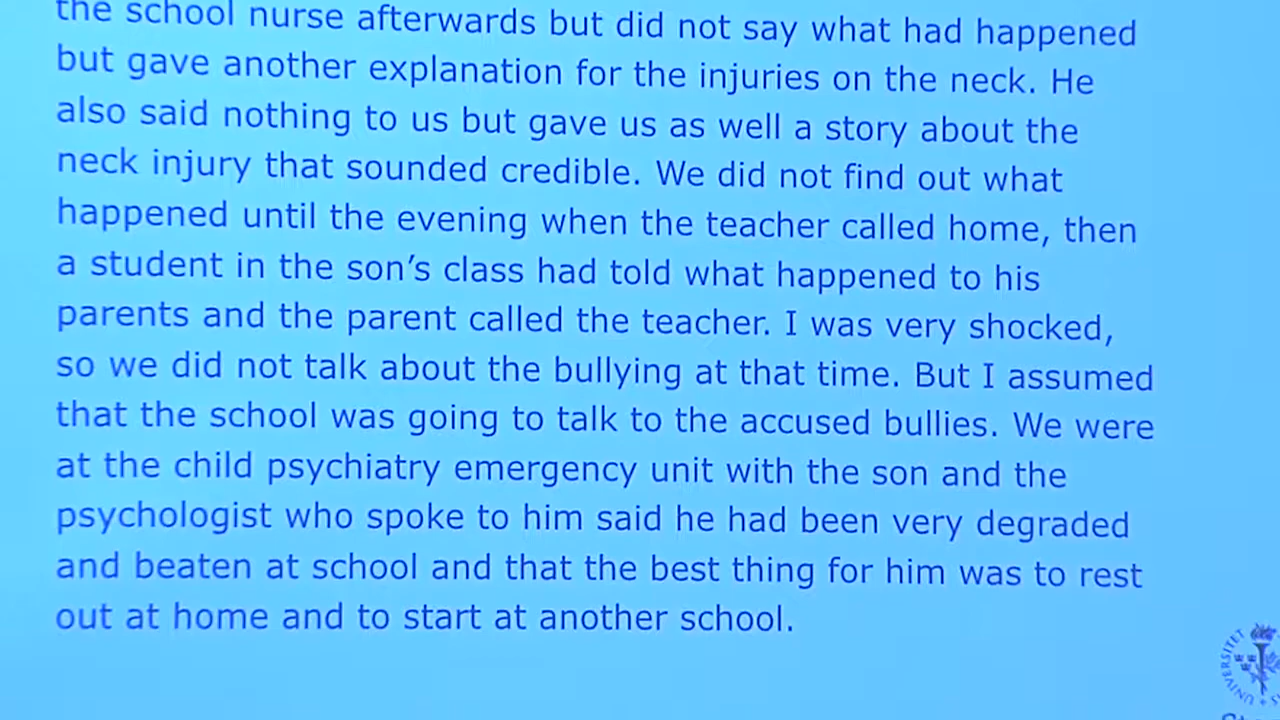 the school nurse afterwards but did not say what had happened
but gave another explanation for the injuries on the neck. He
also said nothing to us but gave us as well a story about the
neck injury that sounded credible. We did not find out what
happened until the evening when the teacher called home, then
a student in the son’s class had told what happened to his
parents and the parent called the teacher. I was very shocked,
so we did not talk about the bullying at that time. But I assumed
that the school was going to talk to the accused bullies. We were
at the child psychiatry emergency unit with the son and the
psychologist who spoke to him said he had been very degraded
and beaten at school and that the best thing for him was to rest
out at home and to start at another school.
UNIVERSITET